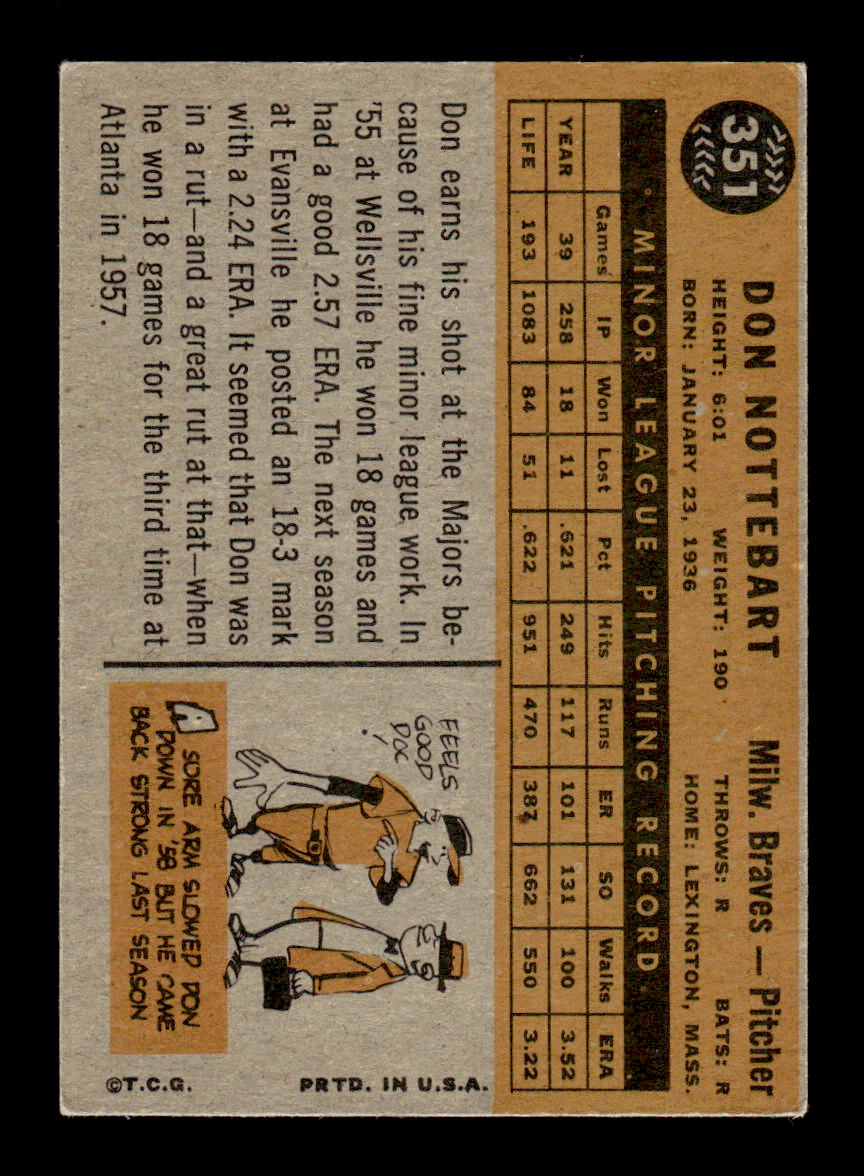 351
DON NOTTEBART Milw. Braves — Pitcher
HEIGHT: 6:01 WEIGHT: 190 THROWS: R BATS: R
BORN: JANUARY 23, 1936 HOME: LEXINGTON, MASS.
· MINOR LEAGUE PITCHING RECORD ·
Games IP Won Lost Pct Hits Runs ER SO Walks ERA
YEAR 39 258 18 11 .621 249 117 101 131 100 3.52
LIFE 193 1083 84 51 .622 951 470 387 662 550 3.22
Don earns his shot at the Majors be-
cause of his fine minor league work. In
'55 at Wellsville he won 18 games and
had a good 2.57 ERA. The next season
at Evansville he posted an 18-3 mark
with a 2.24 ERA. It seemed that Don was
in a rut—and a great rut at that—when
he won 18 games for the third time at
Atlanta in 1957.
FEELS
GOOD
DOC!
A SORE ARM SLOWED DON
DOWN IN '58 BUT HE CAME
BACK STRONG LAST SEASON
©T.C.G. PRTD. IN U.S.A.